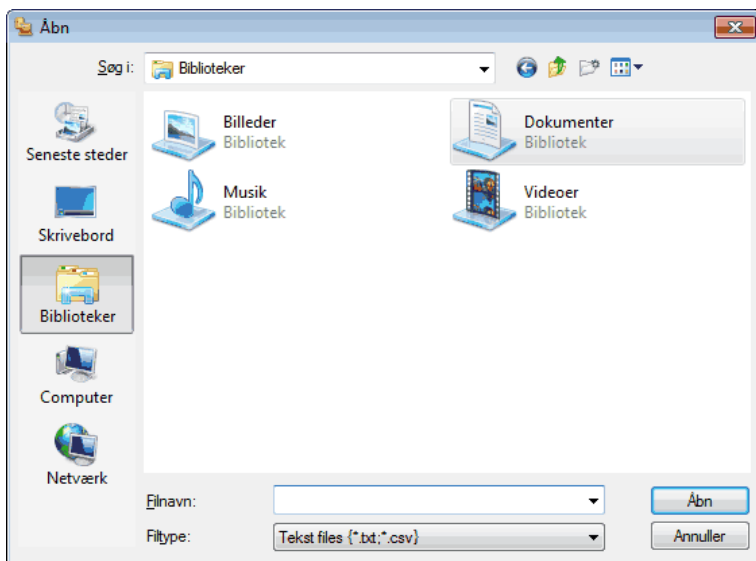 Åbn
Søg i: Biblioteker
Seneste steder
Skrivebord
Biblioteker
Computer
Netværk
Billeder
Bibliotek
Dokumenter
Bibliotek
Musik
Bibliotek
Videoer
Bibliotek
Filnavn:
Åbn
Filtype: Tekst files {*.txt;*.csv}
Annuller